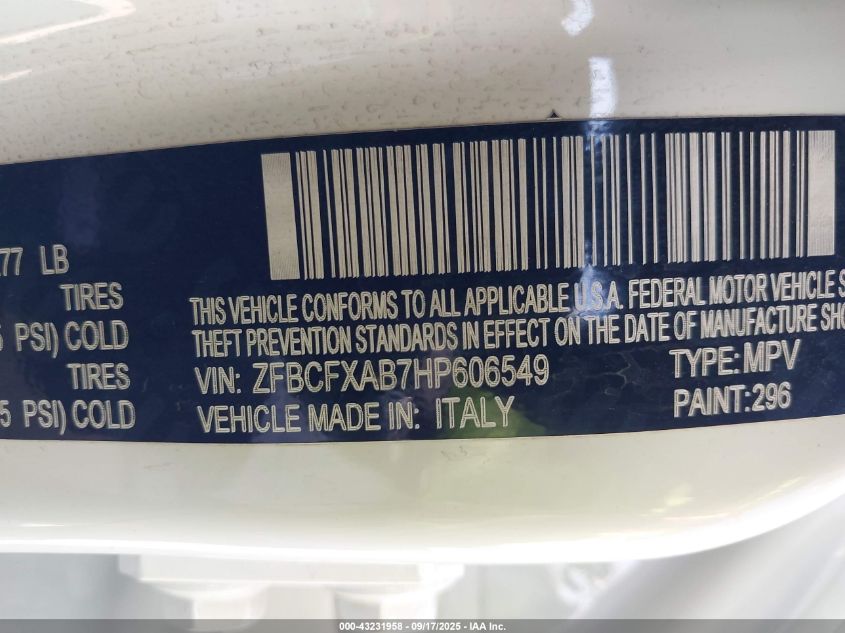 77 LB
TIRES
PSI) COLD
TIRES
5 PSI) COLD
THIS VEHICLE CONFORMS TO ALL APPLICABLE U.S.A. FEDERAL MOTOR VEHICLE S
THEFT PREVENTION STANDARDS IN EFFECT ON THE DATE OF MANUFACTURE SHO
VIN: ZFBCFXAB7HP606549 TYPE: MPV
VEHICLE MADE IN: ITALY PAINT: 296
000-43231958 | 09/17/2025 - IAA Inc.